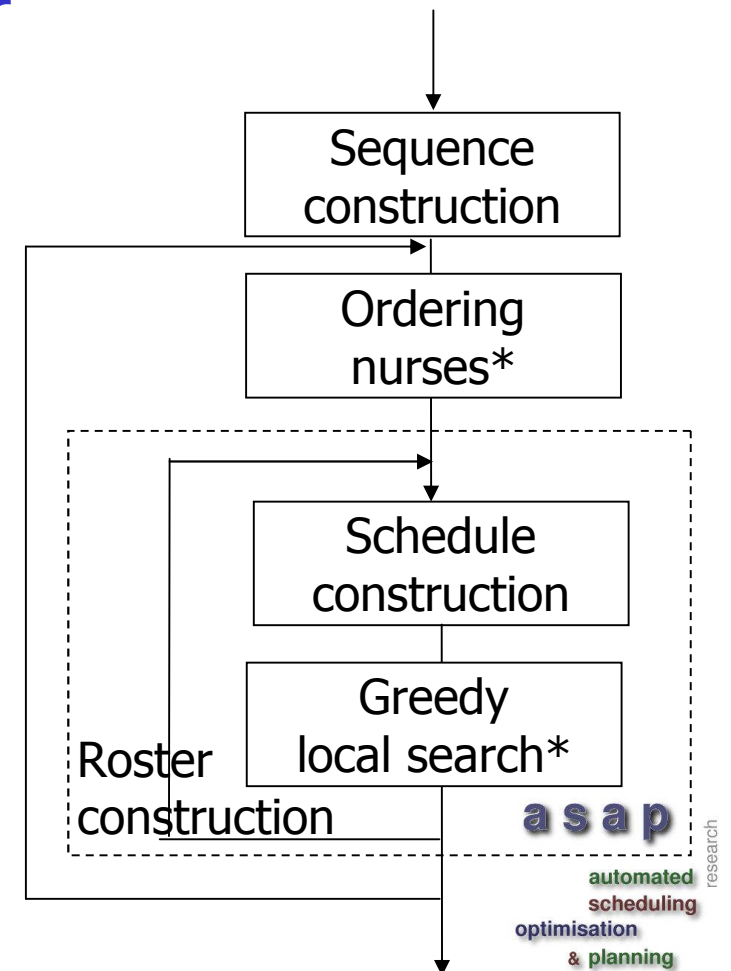 Sequence
construction
Ordering
nurses*
Schedule
construction
Greedy
local search*
Roster
construction
a s a p
research
automated
scheduling
optimisation
& planning